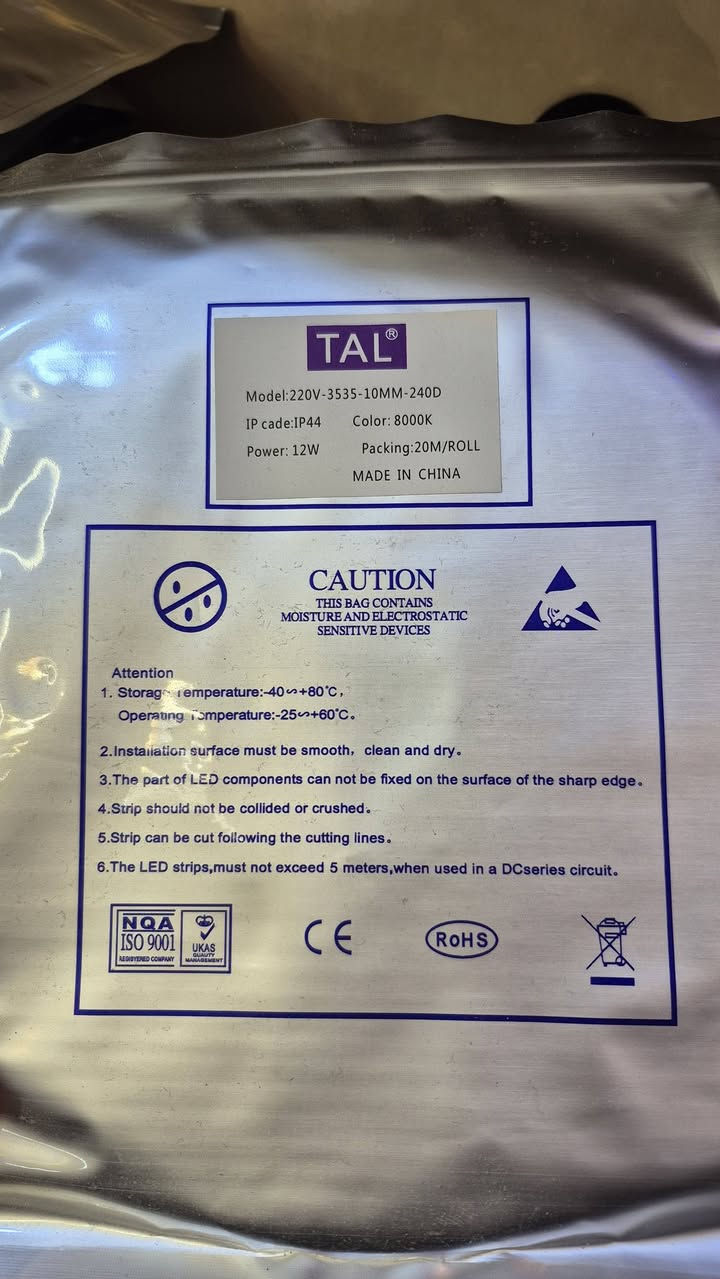 TAL®
Model:220V-3535-10MM-240D
IP cade:IP44 Color: 8000K
Power: 12W Packing:20M/ROLL
MADE IN CHINA
CAUTION
THIS BAG CONTAINS
MOISTURE AND ELECTROSTATIC
SENSITIVE DEVICES
Attention
1. Storage Temperature:-40∽+80℃,
Operating Temperature:-25∽+60℃。
2.Installation surface must be smooth, clean and dry。
3.The part of LED components can not be fixed on the surface of the sharp edge。
4.Strip should not be collided or crushed。
5.Strip can be cut following the cutting lines。
6.The LED strips,must not exceed 5 meters,when used in a DCseries circuit。
NQA
ISO 9001
REGISTERED COMPANY
UKAS
QUALITY
MANAGEMENT
CE
RoHS